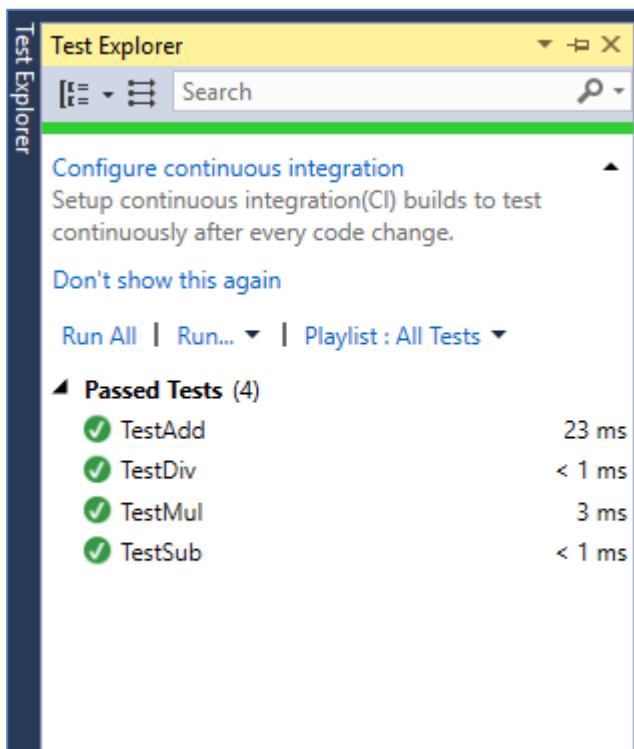 Test Explorer
Test Explorer
Search
Configure continuous integration
Setup continuous integration(CI) builds to test
continuously after every code change.
Don't show this again
Run All | Run... | Playlist : All Tests
Passed Tests (4)
TestAdd 23 ms
TestDiv < 1 ms
TestMul 3 ms
TestSub < 1 ms